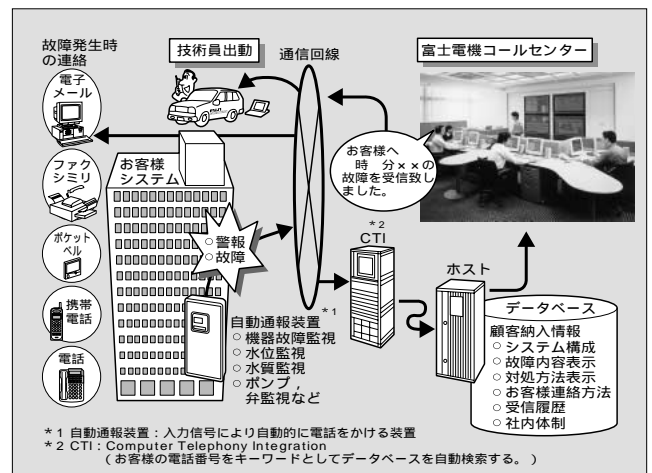 故障発生時
の連絡
技術員出動
通信回線
富士電機コールセンター
電子
メール
ファク
シミリ
ポケット
ベル
携帯
電話
電話
お客様
システム
○警報
○故障
お客様へ
時 分××の
故障を受信致し
ました。
*2
CTI
ホスト
*1
自動通報装置
○機器故障監視
○水位監視
○水質監視
○ポンプ,
弁監視など
データベース
顧客納入情報
○システム構成
○故障内容表示
○対処方法表示
○お客様連絡方法
○受信履歴
○社内体制
*1 自動通報装置:入力信号により自動的に電話をかける装置
*2 CTI:Computer Telephony Integration
(お客様の電話番号をキーワードとしてデータベースを自動検索する。)